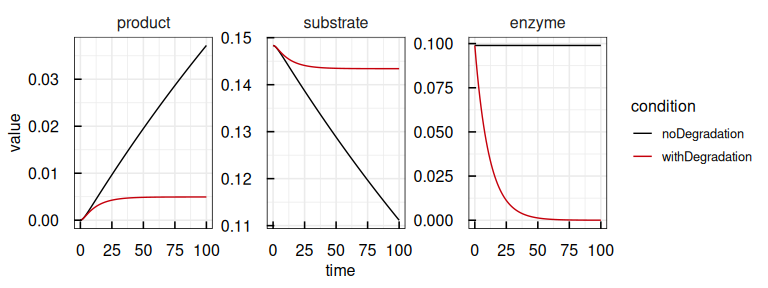 product substrate enzyme
value
0.03
0.02
0.01
0.00
0.15
0.14
0.13
0.12
0.11
0.100
0.075
0.050
0.025
0.000
0 25 50 75 100 0 25 50 75 100 0 25 50 75 100
time
condition
noDegradation
withDegradation